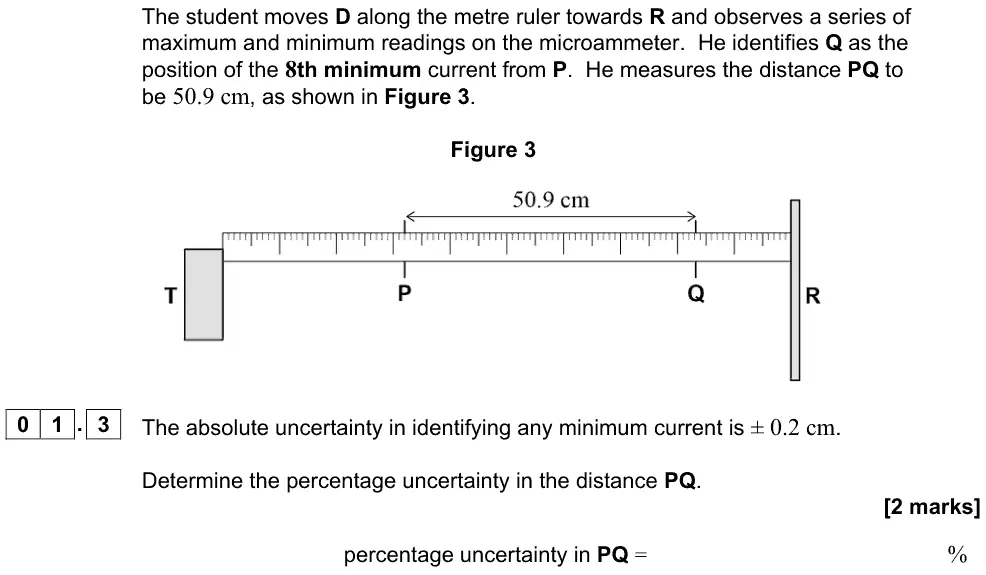 The student moves D along the metre ruler towards R and observes a series of
maximum and minimum readings on the microammeter. He identifies Q as the
position of the 8th minimum current from P. He measures the distance PQ to
be 50.9 cm, as shown in Figure 3.
Figure 3
50.9 cm
T
P
Q
R
0 1 . 3 The absolute uncertainty in identifying any minimum current is ± 0.2 cm.
Determine the percentage uncertainty in the distance PQ.
[2 marks]
percentage uncertainty in PQ = %